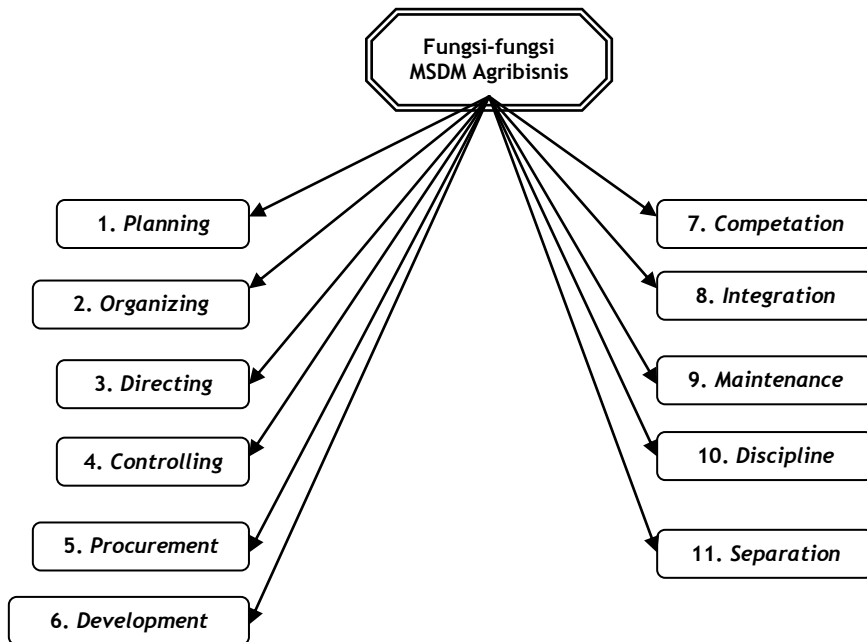 Fungsi-fungsi
MSDM Agribisnis
1. Planning
2. Organizing
3. Directing
4. Controlling
5. Procurement
6. Development
7. Competation
8. Integration
9. Maintenance
10. Discipline
11. Separation